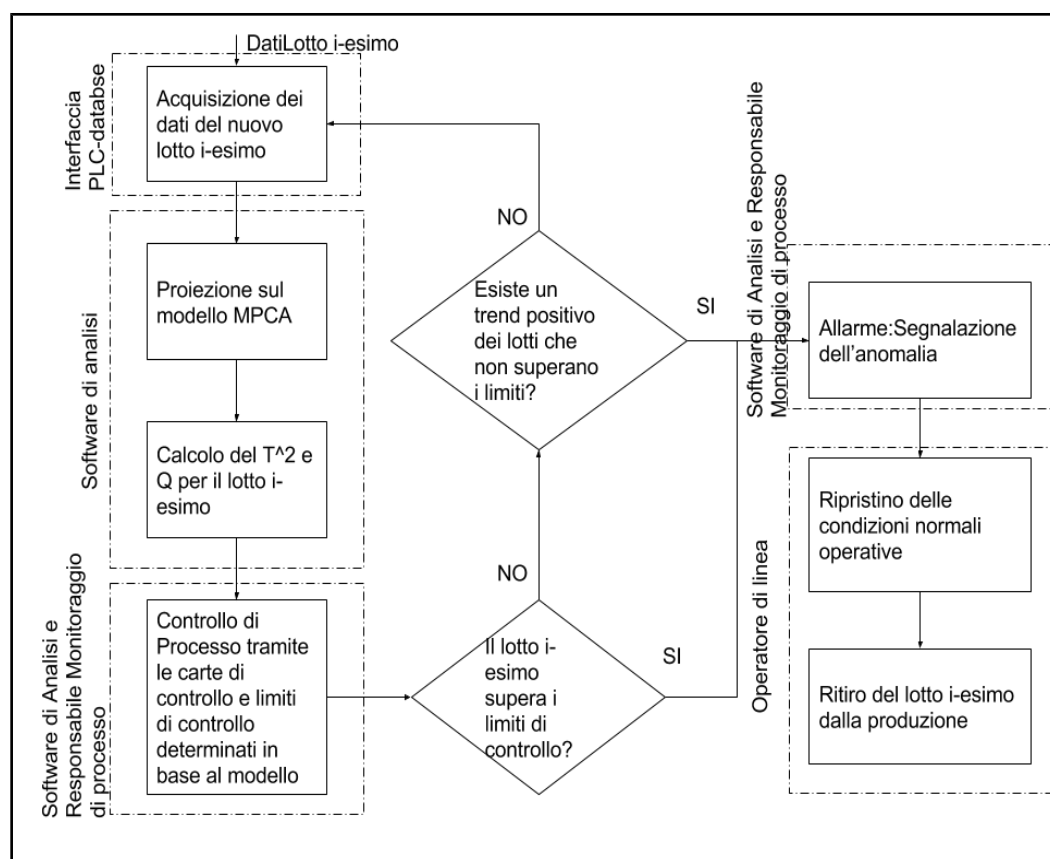 DatiLotto i-esimo
Interfaccia
PLC-databse
Acquisizione dei
dati del nuovo
lotto i-esimo
Software di analisi
Proiezione sul
modello MPCA
Calcolo del T^2 e
Q per il lotto i-
esimo
Software di Analisi e
Responsabile Monitoraggio
di processo
Controllo di
Processo tramite
le carte di
controllo e limiti
di controllo
determinati in
base al modello
Il lotto i-
esimo
supera i
limiti di
controllo?
SI
NO
Esiste un
trend positivo
dei lotti che
non superano
i limiti?
NO
SI
Software di Analisi e Responsabile
Monitoraggio di processo
Allarme:Segnalazione
dell'anomalia
Operatore di linea
Ripristino delle
condizioni normali
operative
Ritiro del lotto i-esimo
dalla produzione